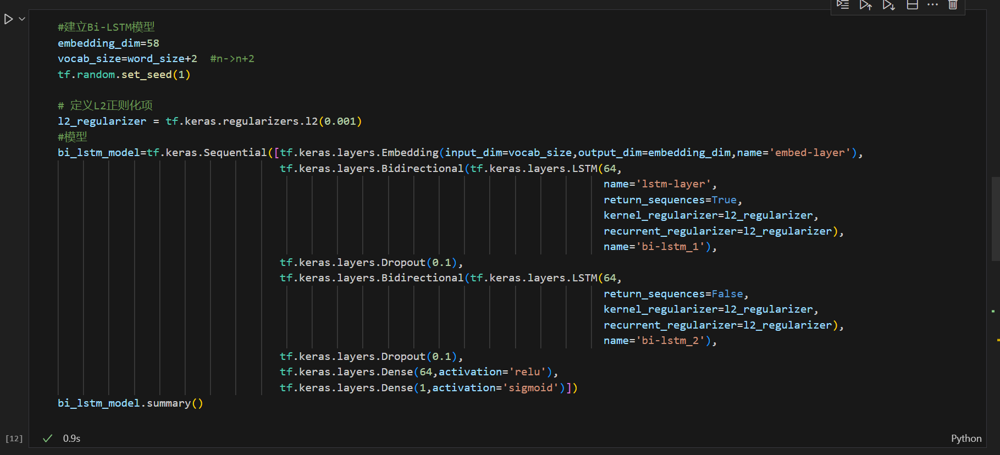 #建立Bi-LSTM模型
embedding_dim=58
vocab_size=word_size+2  #n->n+2
tf.random.set_seed(1)
# 定义L2正则化项
l2_regularizer = tf.keras.regularizers.l2(0.001)
#模型
bi_lstm_model=tf.keras.Sequential([tf.keras.layers.Embedding(input_dim=vocab_size,output_dim=embedding_dim,name='embed-layer'),
tf.keras.layers.Bidirectional(tf.keras.layers.LSTM(64,
name='lstm-layer',
return_sequences=True,
kernel_regularizer=l2_regularizer,
recurrent_regularizer=l2_regularizer),
name='bi-lstm_1'),
tf.keras.layers.Dropout(0.1),
tf.keras.layers.Bidirectional(tf.keras.layers.LSTM(64,
return_sequences=False,
kernel_regularizer=l2_regularizer,
recurrent_regularizer=l2_regularizer),
name='bi-lstm_2'),
tf.keras.layers.Dropout(0.1),
tf.keras.layers.Dense(64,activation='relu'),
tf.keras.layers.Dense(1,activation='sigmoid')])
bi_lstm_model.summary()
[12] 0.9s Python